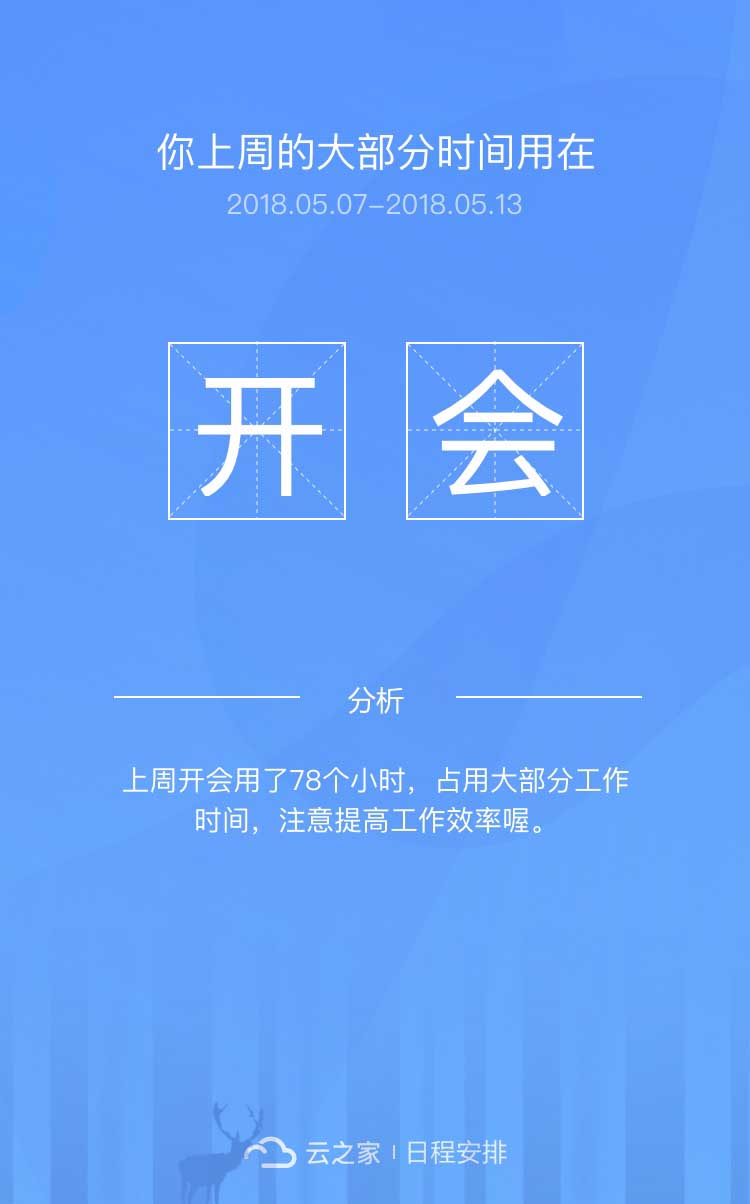 你上周的大部分时间用在
2018.05.07-2018.05.13
开会
分析
上周开会用了78个小时，占用大部分工作
时间，注意提高工作效率喔。
云之家 | 日程安排